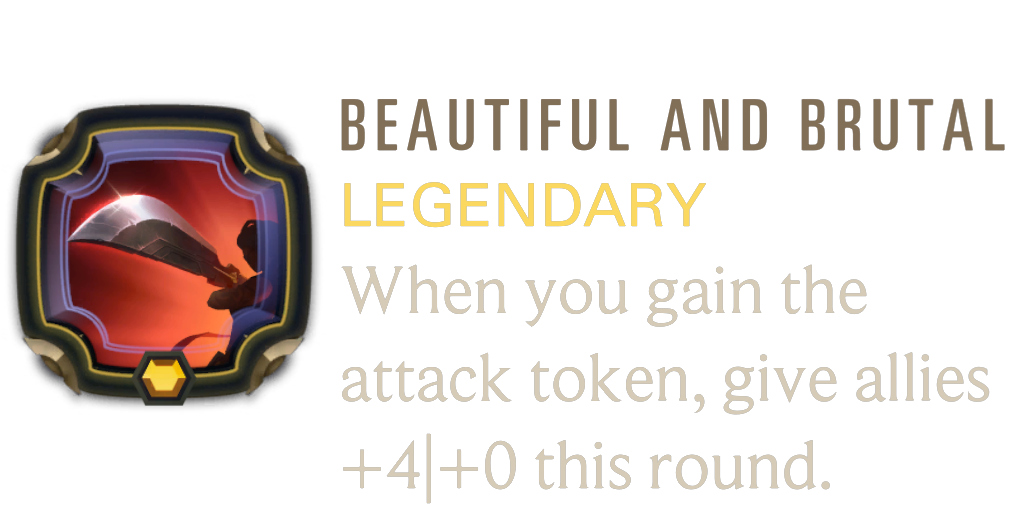 BEAUTIFUL AND BRUTAL
LEGENDARY
When you gain the
attack token, give allies
+4|+0 this round.